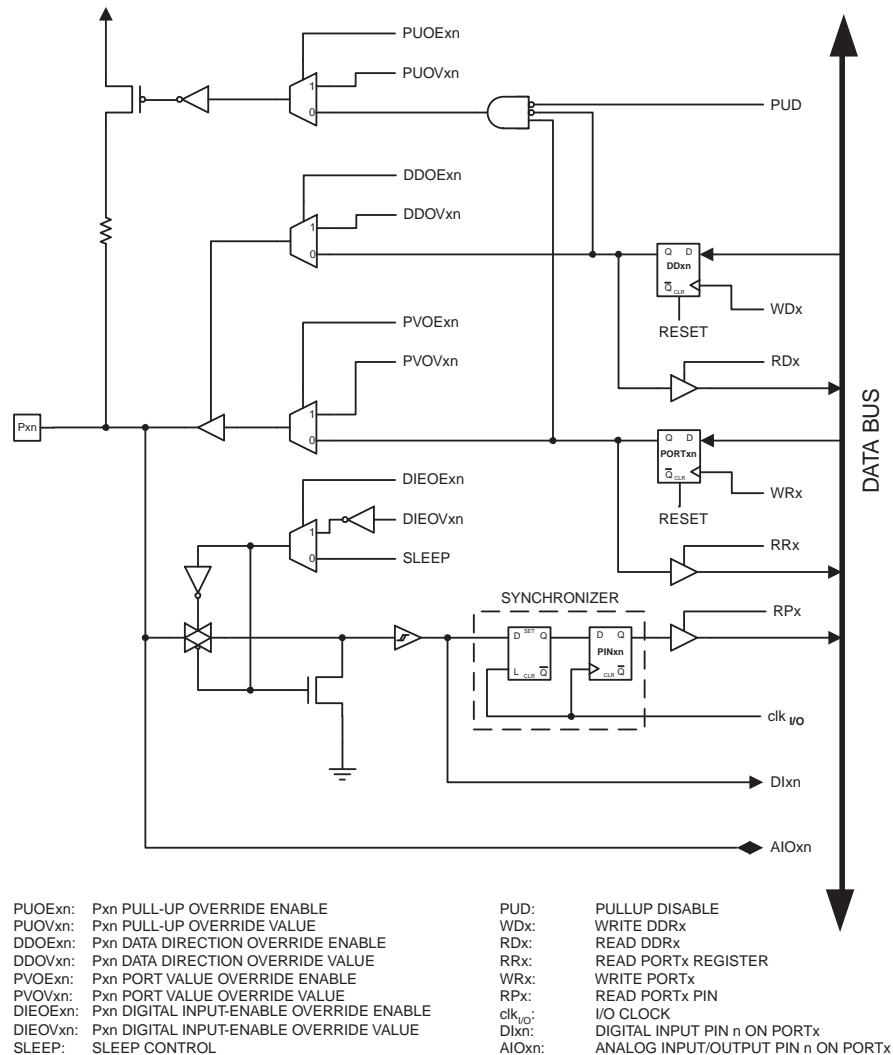 PUOExn
PUOVxn
1
0
PUD
DDOExn
DDOVxn
1
0
Q D
DDxn
Q CLR
WDx
RESET
PVOExn
PVOVxn
RDx
1
0
Pxn
Q D
PORTxn
Q CLR
WRx
RESET
DIEOExn
DIEOVxn
1
0
SLEEP
RRx
SYNCHRONIZER
RPx
D SET Q
L CLR Q
D Q
PINxn
CLR Q
clk I/O
DIxn
AIOxn
DATA BUS
PUOExn: Pxn PULL-UP OVERRIDE ENABLE
PUOVxn: Pxn PULL-UP OVERRIDE VALUE
DDOExn: Pxn DATA DIRECTION OVERRIDE ENABLE
DDOVxn: Pxn DATA DIRECTION OVERRIDE VALUE
PVOExn: Pxn PORT VALUE OVERRIDE ENABLE
PVOVxn: Pxn PORT VALUE OVERRIDE VALUE
DIEOExn: Pxn DIGITAL INPUT-ENABLE OVERRIDE ENABLE
DIEOVxn: Pxn DIGITAL INPUT-ENABLE OVERRIDE VALUE
SLEEP: SLEEP CONTROL
PUD: PULLUP DISABLE
WDx: WRITE DDRx
RDx: READ DDRx
RRx: READ PORTx REGISTER
WRx: WRITE PORTx
RPx: READ PORTx PIN
clkI/O: I/O CLOCK
DIxn: DIGITAL INPUT PIN n ON PORTx
AIOxn: ANALOG INPUT/OUTPUT PIN n ON PORTx